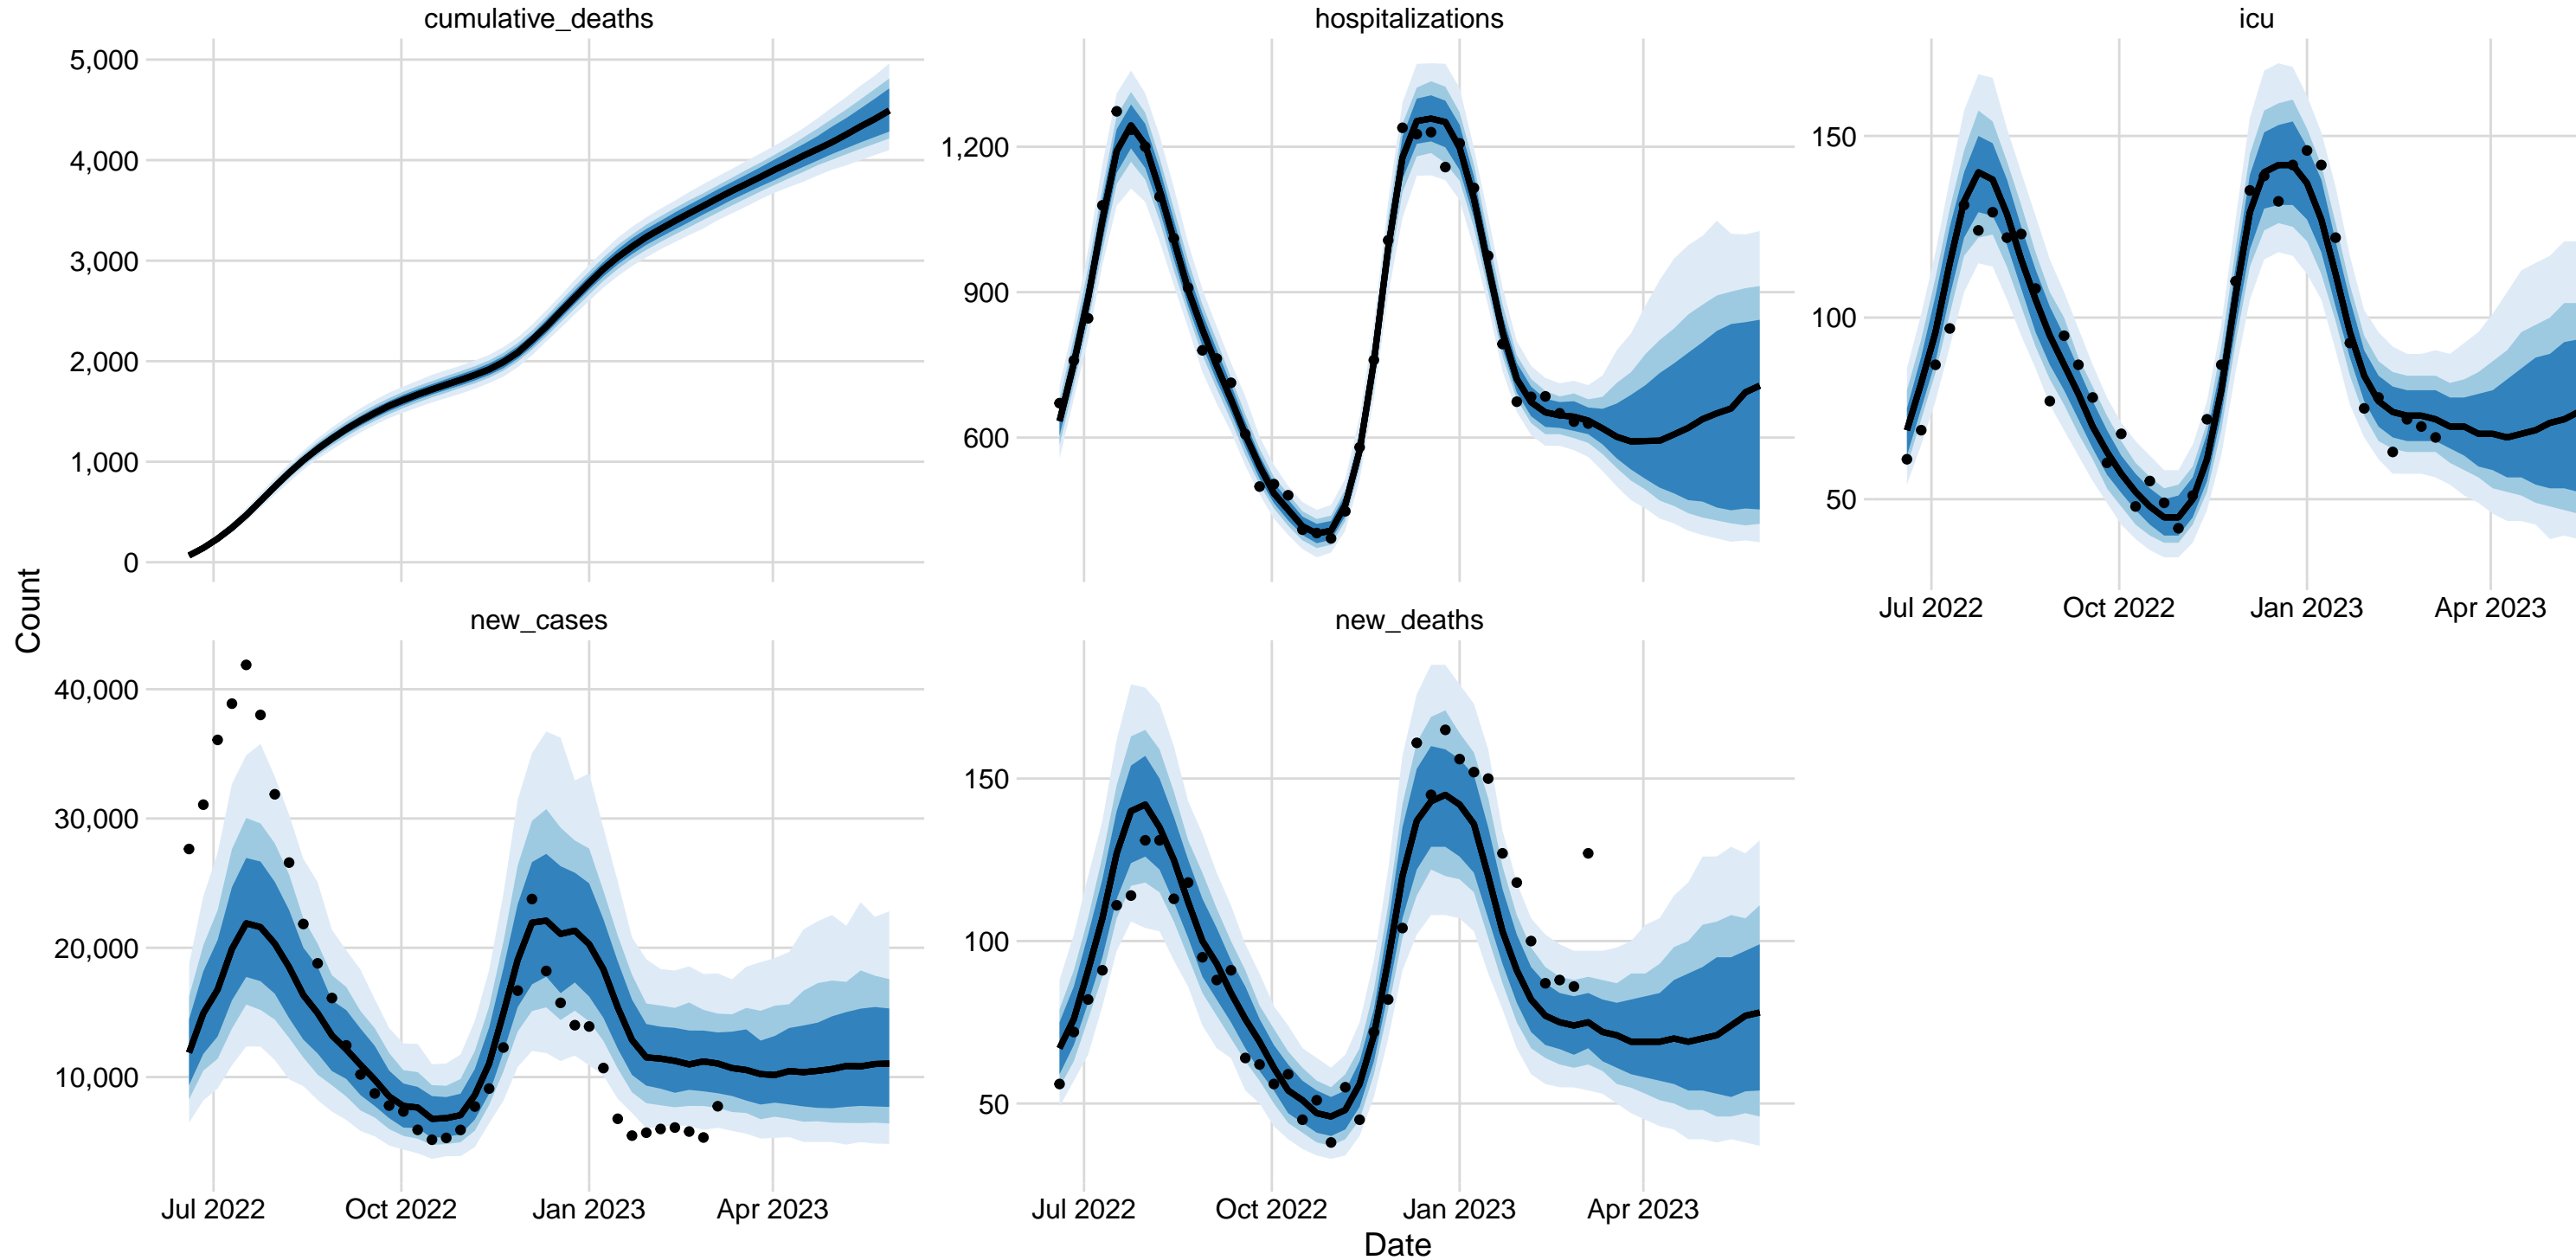 cumulative_deaths
hospitalizations
icu
5,000
4,000
3,000
2,000
1,000
0
1,200
900
600
150
100
50
Jul 2022
Oct 2022
Jan 2023
Apr 2023
Count
new_cases
new_deaths
40,000
30,000
20,000
10,000
150
100
50
Jul 2022
Oct 2022
Jan 2023
Apr 2023
Jul 2022
Oct 2022
Jan 2023
Apr 2023
Date